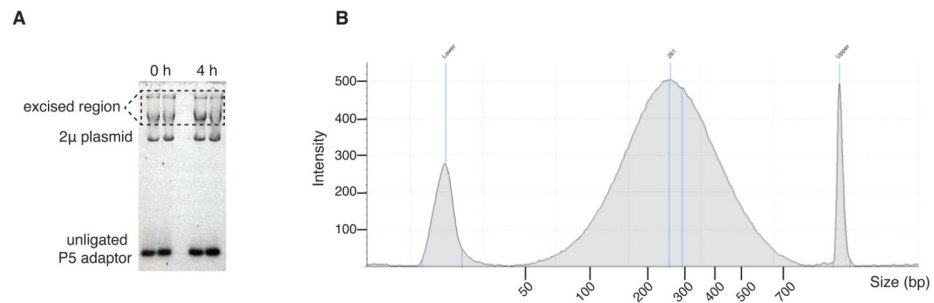 A
0 h 4 h
excised region
2μ plasmid
unligated
P5 adaptor
B
Lower
281
Upper
Intensity
500
400
300
200
100
50
100
200
300
400
500
700
Size (bp)